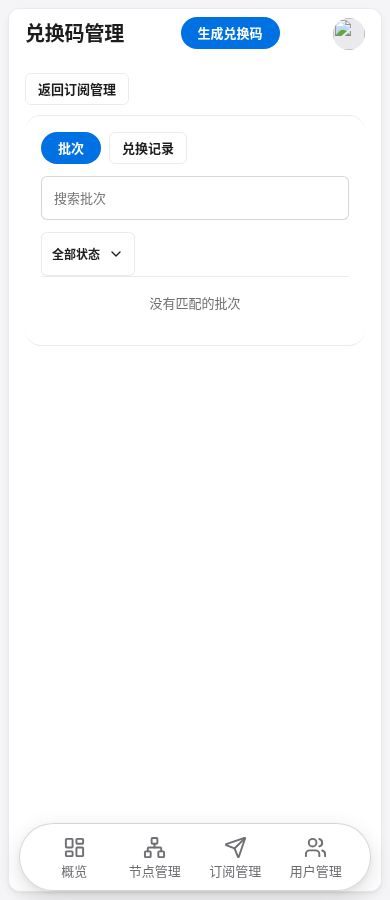 兑换码管理
生成兑换码
返回订阅管理
批次
兑换记录
搜索批次
全部状态
没有匹配的批次
概览
节点管理
订阅管理
用户管理